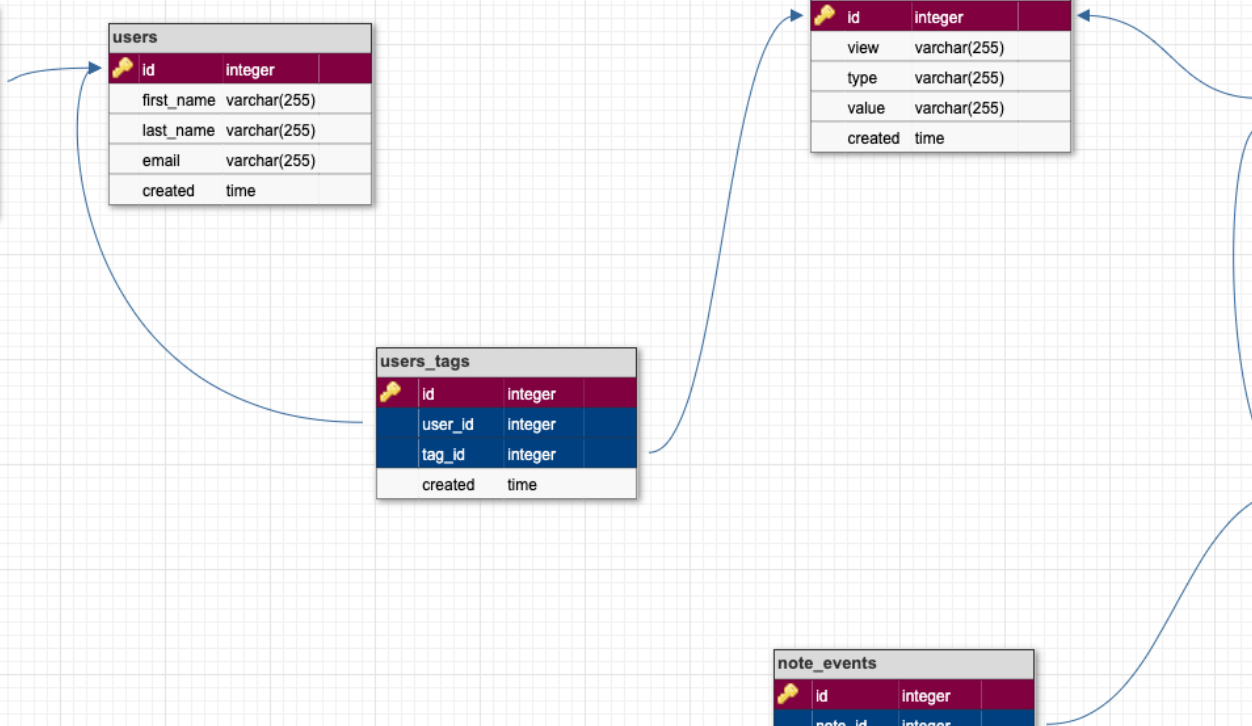 users
id integer
first_name varchar(255)
last_name varchar(255)
email varchar(255)
created time
id integer
view varchar(255)
type varchar(255)
value varchar(255)
created time
users_tags
id integer
user_id integer
tag_id integer
created time
note_events
id integer
note_id integer